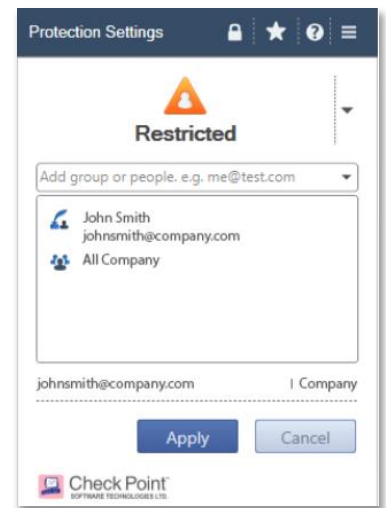 Protection Settings
Restricted
Add group or people. e.g. me@test.com
John Smith
johnsmith@company.com
All Company
johnsmith@company.com | Company
Apply Cancel
Check Point
SOFTWARE TECHNOLOGIES LTD.